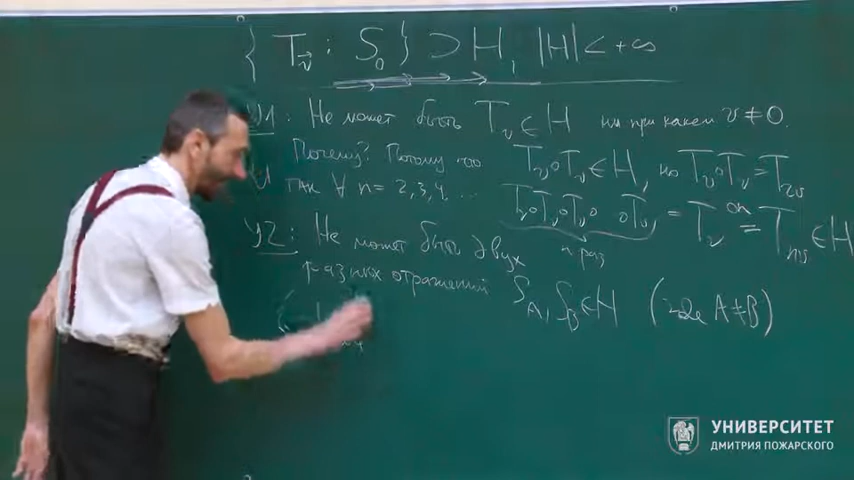 {T_v⃗ : S_0} ⊃ H, |H| < +∞
У1: Не может быть T_v ∈ H ни при каком v ≠ 0.
Почему? Потому что T_v∘T_v ∈ H, но T_v∘T_v = T_2v
И так ∀ n = 2, 3, 4, ... T_v∘T_v∘T_v∘ ∘T_v = T_v^∘n = T_nv ∈ H
n раз
У2: Не может быть двух
разных отражений S_A, S_B ∈ H (где A ≠ B)
УНИВЕРСИТЕТ
ДМИТРИЯ ПОЖАРСКОГО